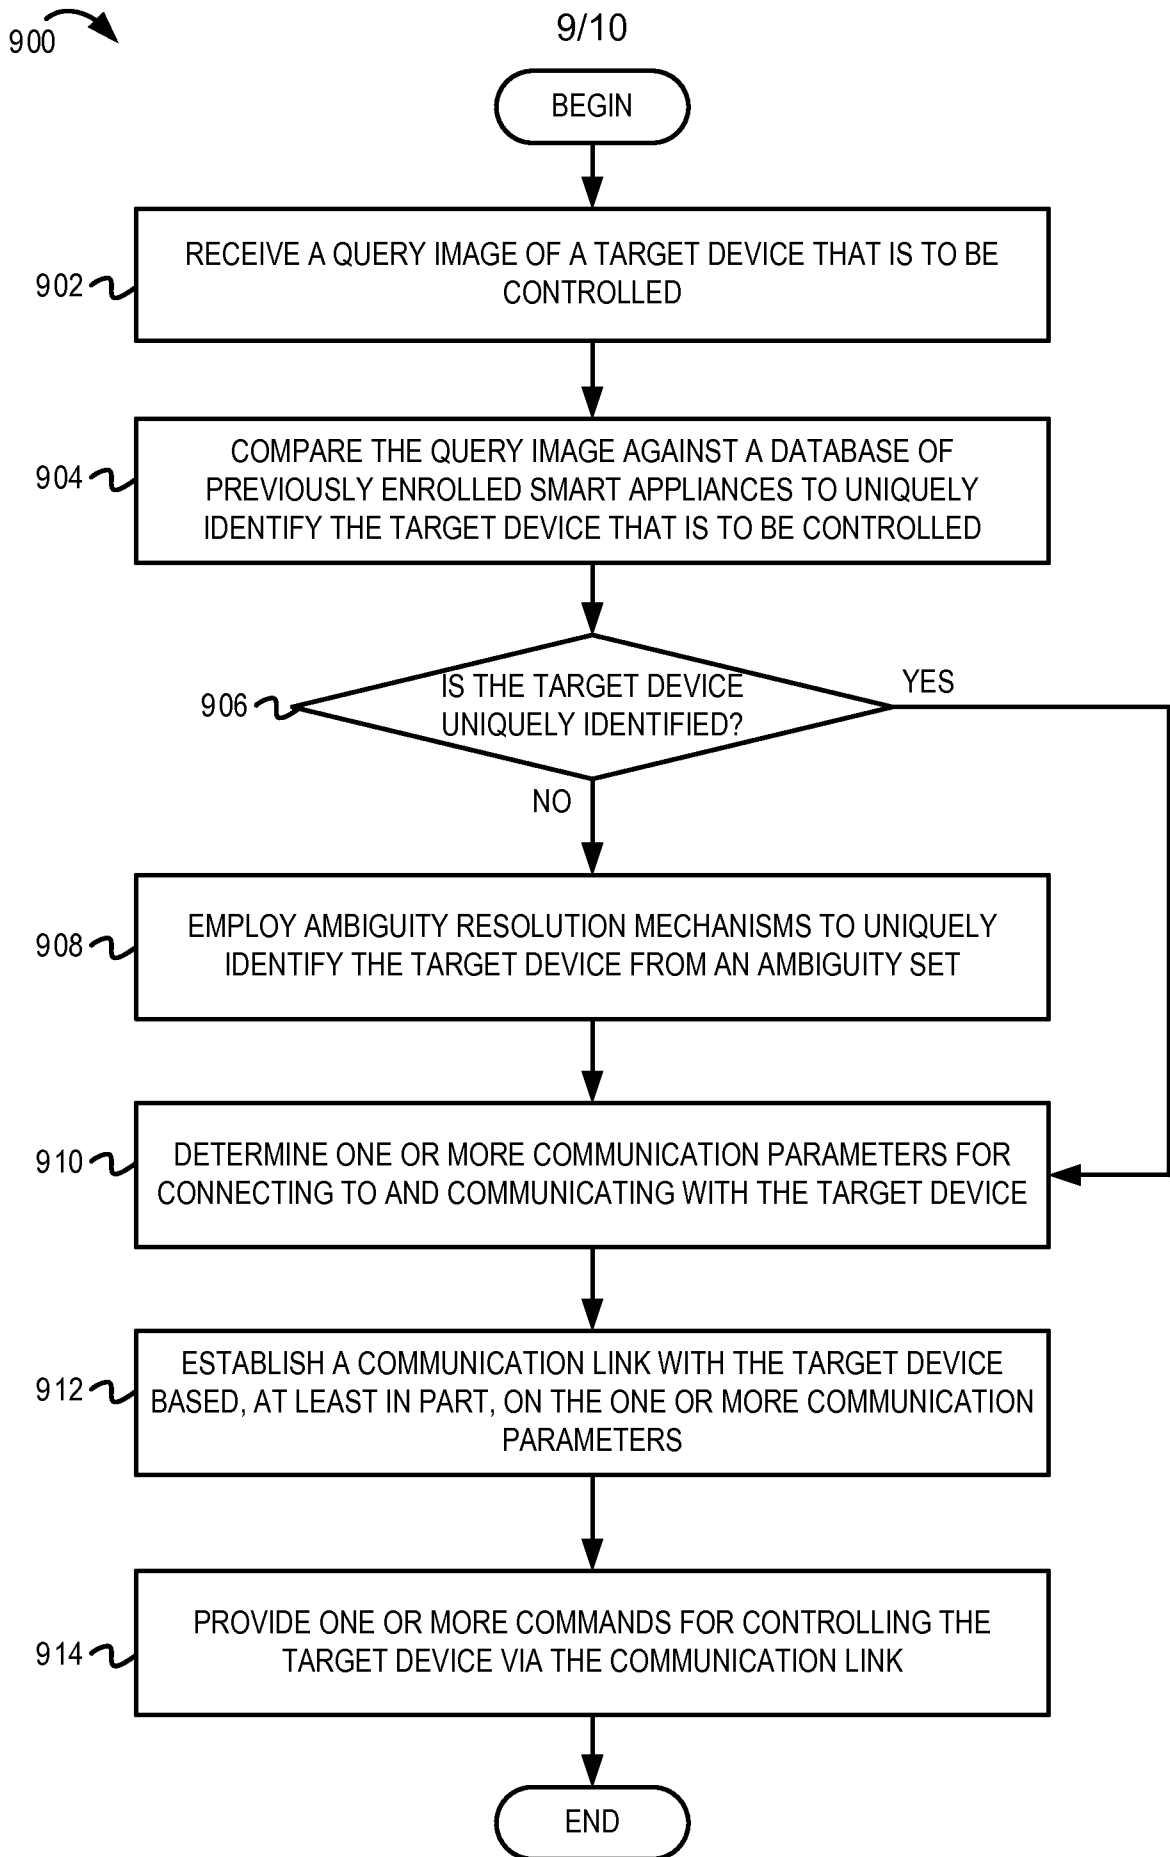 900
9/10
BEGIN
RECEIVE A QUERY IMAGE OF A TARGET DEVICE THAT IS TO BE
CONTROLLED
902
COMPARE THE QUERY IMAGE AGAINST A DATABASE OF
PREVIOUSLY ENROLLED SMART APPLIANCES TO UNIQUELY
IDENTIFY THE TARGET DEVICE THAT IS TO BE CONTROLLED
904
IS THE TARGET DEVICE
UNIQUELY IDENTIFIED?
906
YES
NO
EMPLOY AMBIGUITY RESOLUTION MECHANISMS TO UNIQUELY
IDENTIFY THE TARGET DEVICE FROM AN AMBIGUITY SET
908
DETERMINE ONE OR MORE COMMUNICATION PARAMETERS FOR
CONNECTING TO AND COMMUNICATING WITH THE TARGET DEVICE
910
ESTABLISH A COMMUNICATION LINK WITH THE TARGET DEVICE
BASED, AT LEAST IN PART, ON THE ONE OR MORE COMMUNICATION
PARAMETERS
912
PROVIDE ONE OR MORE COMMANDS FOR CONTROLLING THE
TARGET DEVICE VIA THE COMMUNICATION LINK
914
END